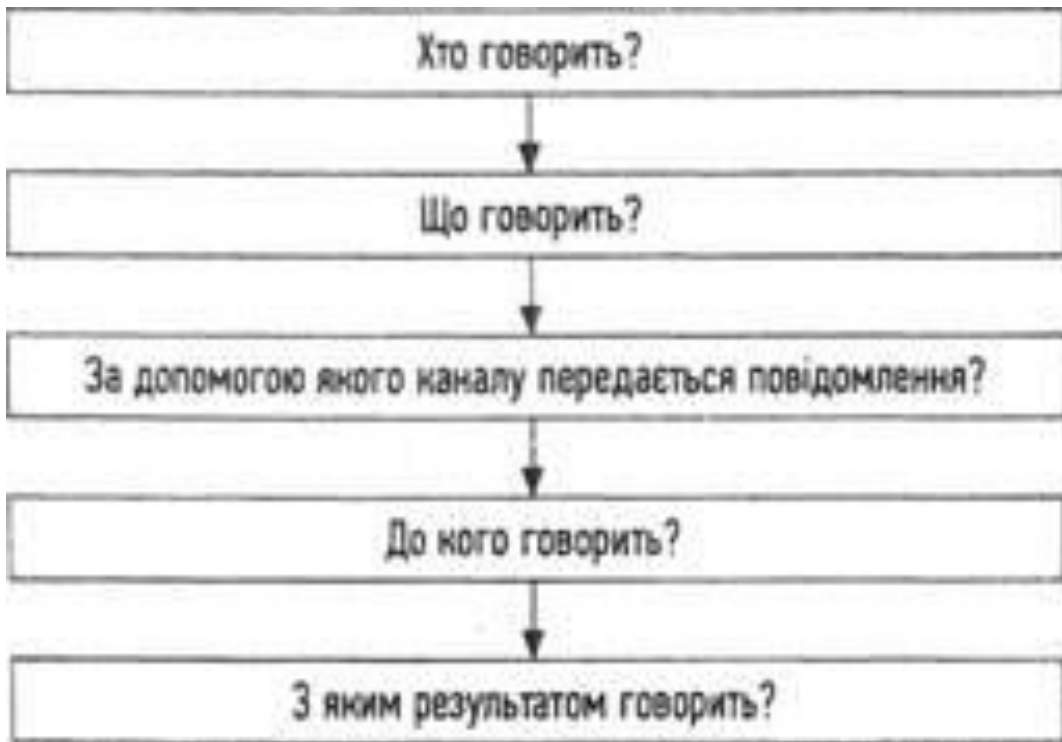 Хто говорить?
Що говорить?
За допомогою якого каналу передається повідомлення?
До кого говорить?
З яким результатом говорить?